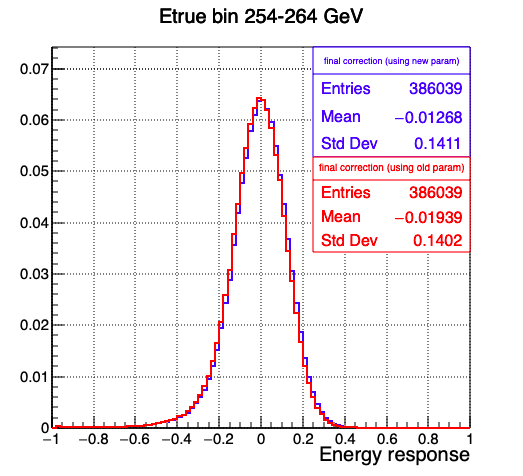 Etrue bin 254-264 GeV
final correction (using new param)
Entries 386039
Mean −0.01268
Std Dev 0.1411
final correction (using old param)
Entries 386039
Mean −0.01939
Std Dev 0.1402
0.07
0.06
0.05
0.04
0.03
0.02
0.01
0
−1 −0.8 −0.6 −0.4 −0.2 0 0.2 0.4 0.6 0.8 1
Energy response